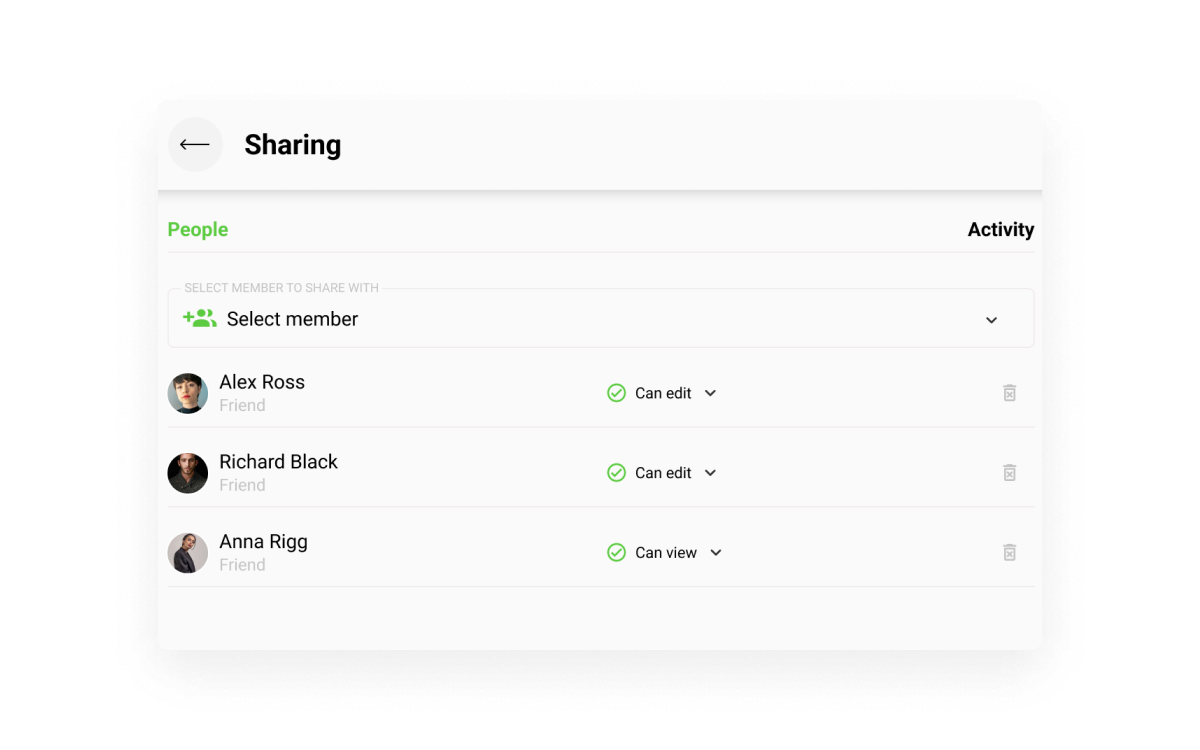 Sharing
People
Activity
SELECT MEMBER TO SHARE WITH
Select member
Alex Ross
Friend
Can edit
Richard Black
Friend
Can edit
Anna Rigg
Friend
Can view